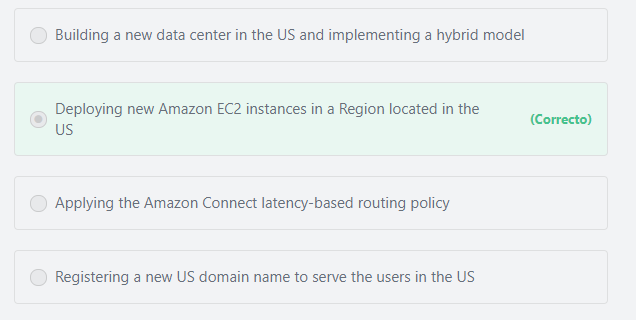 Building a new data center in the US and implementing a hybrid model
Deploying new Amazon EC2 instances in a Region located in the
US
(Correcto)
Applying the Amazon Connect latency-based routing policy
Registering a new US domain name to serve the users in the US